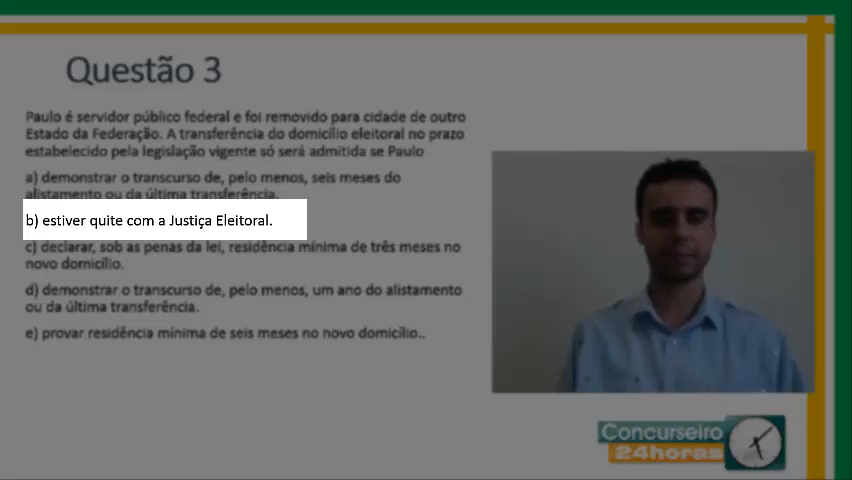 Questão 3
Paulo é servidor público federal e foi removido para cidade de outro
Estado da Federação. A transferência do domicílio eleitoral no prazo
estabelecido pela legislação vigente só será admitida se Paulo
a) demonstrar o transcurso de, pelo menos, seis meses do
alistamento ou da última transferência.
b) estiver quite com a Justiça Eleitoral.
c) declarar, sob as penas da lei, residência mínima de três meses no
novo domicílio.
d) demonstrar o transcurso de, pelo menos, um ano do alistamento
ou da última transferência.
e) provar residência mínima de seis meses no novo domicílio..
Concurseiro
24horas